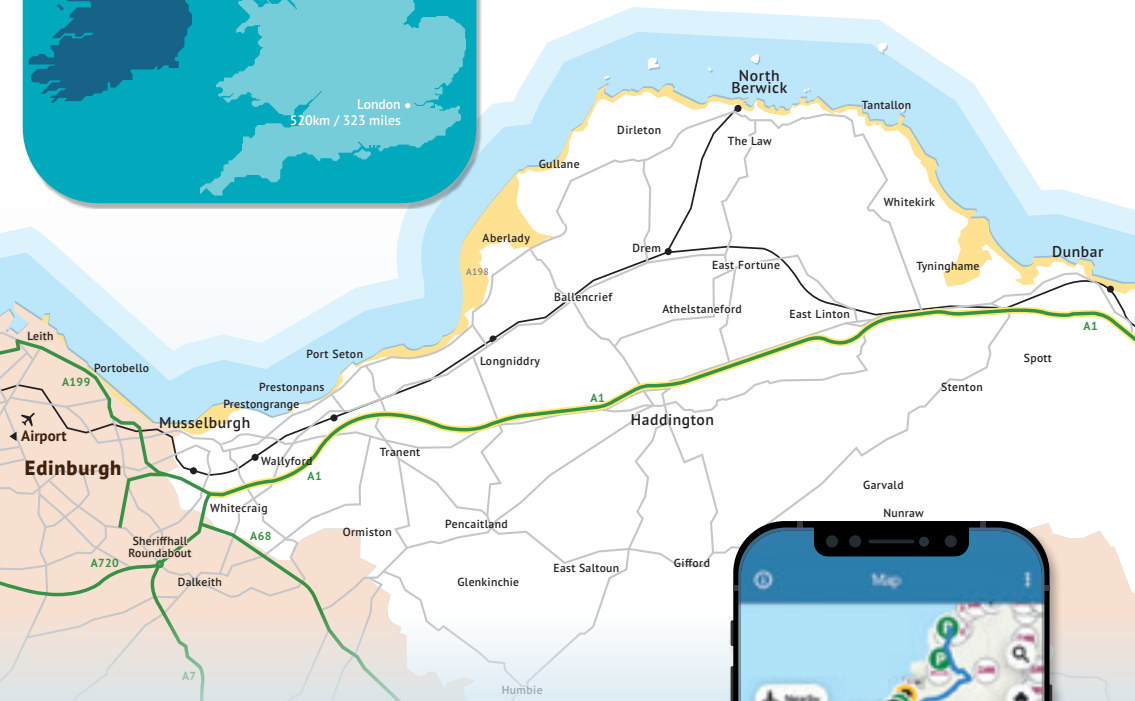 London
520km / 323 miles
North
Berwick
Tantallon
Dirleton
The Law
Gullane
Whitekirk
Aberlady
Drem
Dunbar
East Fortune
Tyninghame
A198
Ballencrief
Athelstaneford
East Linton
A1
Leith
Port Seton
Longniddry
Spott
Portobello
A199
Prestonpans
Stenton
Prestongrange
A1
Musselburgh
Haddington
Airport
Tranent
Edinburgh
Wallyford
A1
Garvald
Whitecraig
Nunraw
Pencaitland
Ormiston
A68
Sheriffhall
Roundabout
A720
Gifford
East Saltoun
Dalkeith
Glenkinchie
Map
A7
Humbie
Nearby